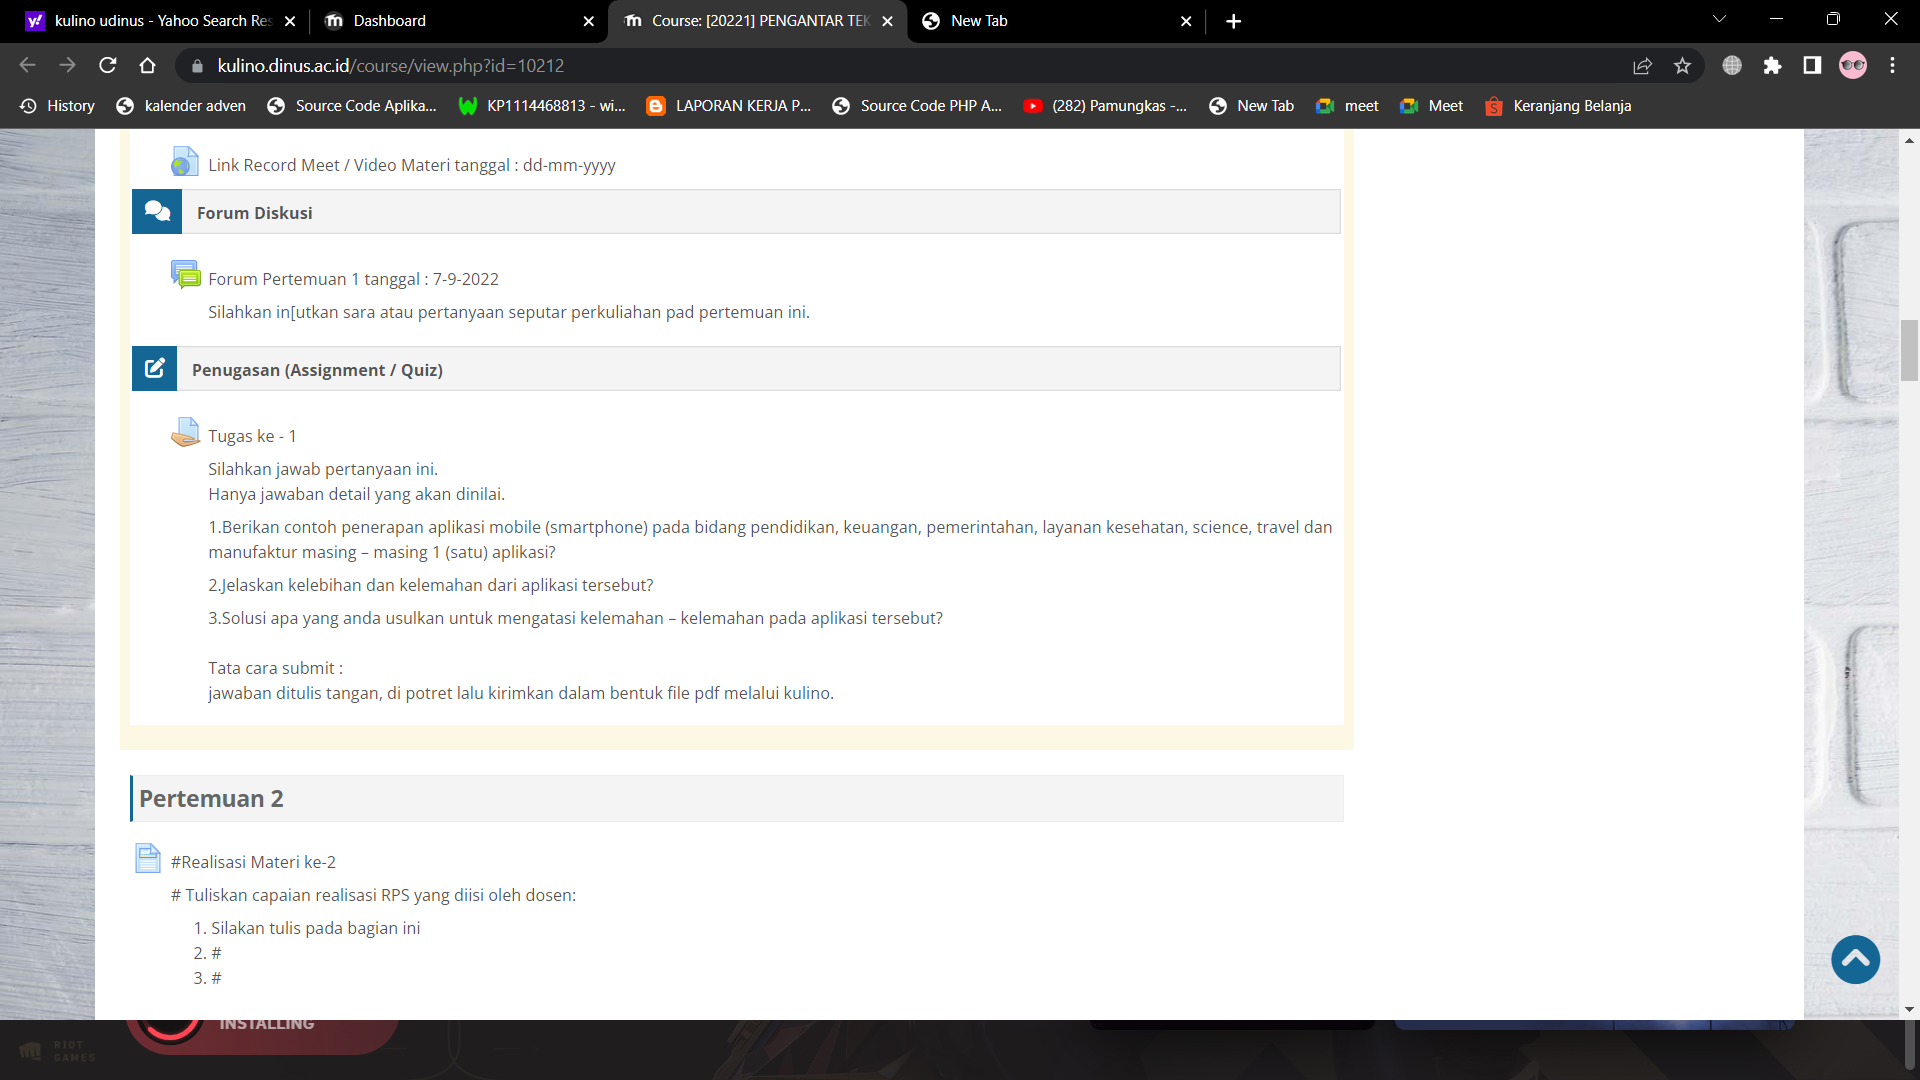 kulino udinus - Yahoo Search Res
Dashboard
Course: [20221] PENGANTAR TEK
New Tab
kulino.dinus.ac.id/course/view.php?id=10212
History
kalender adven
Source Code Aplika...
KP1114468813 - wi...
LAPORAN KERJA P...
Source Code PHP A...
(282) Pamungkas -...
New Tab
meet
Meet
Keranjang Belanja
Link Record Meet / Video Materi tanggal : dd-mm-yyyy
Forum Diskusi
Forum Pertemuan 1 tanggal : 7-9-2022
Silahkan in[utkan sara atau pertanyaan seputar perkuliahan pad pertemuan ini.
Penugasan (Assignment / Quiz)
Tugas ke - 1
Silahkan jawab pertanyaan ini.
Hanya jawaban detail yang akan dinilai.
1.Berikan contoh penerapan aplikasi mobile (smartphone) pada bidang pendidikan, keuangan, pemerintahan, layanan kesehatan, science, travel dan
manufaktur masing – masing 1 (satu) aplikasi?
2.Jelaskan kelebihan dan kelemahan dari aplikasi tersebut?
3.Solusi apa yang anda usulkan untuk mengatasi kelemahan – kelemahan pada aplikasi tersebut?
Tata cara submit :
jawaban ditulis tangan, di potret lalu kirimkan dalam bentuk file pdf melalui kulino.
Pertemuan 2
#Realisasi Materi ke-2
# Tuliskan capaian realisasi RPS yang diisi oleh dosen:
1. Silakan tulis pada bagian ini
2. #
3. #
INSTALLING
RIOT
GAMES